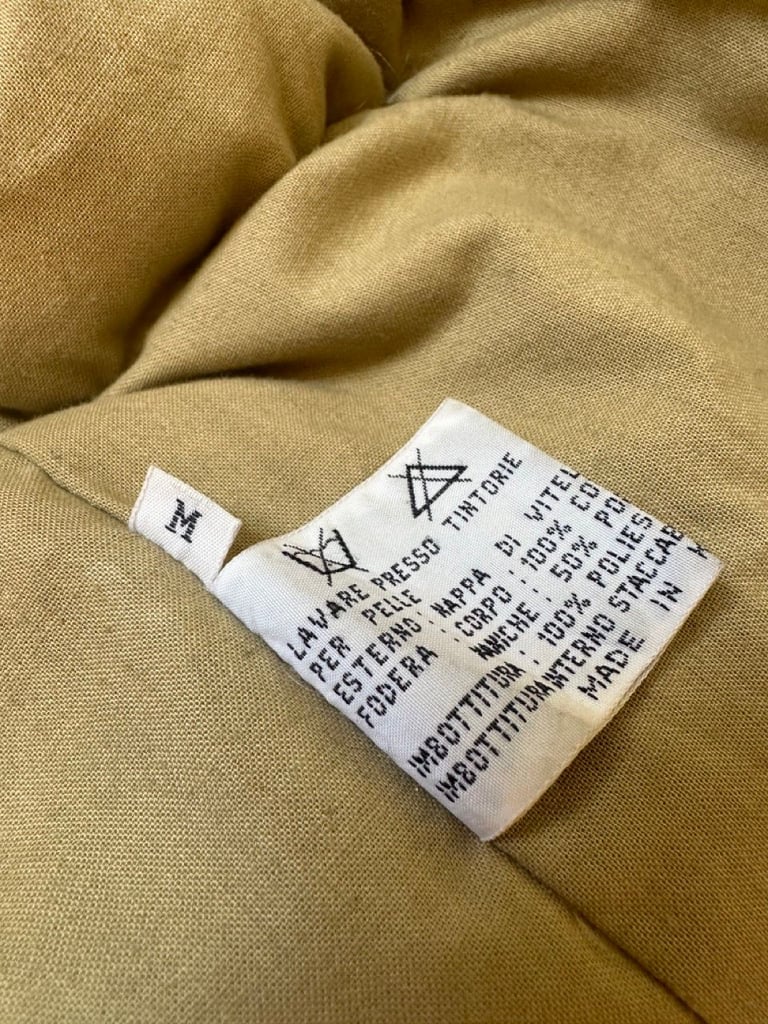 M
LAVARE PRESSO TINTORIE
PER PELLE
ESTERNO : NAPPA DI VITEL
FODERA : CORPO : 100% CO
MANICHE : 50% PO
IMBOTTITURA : 100% POLIES
IMBOTTITURA INTERNO STACCAB
MADE IN